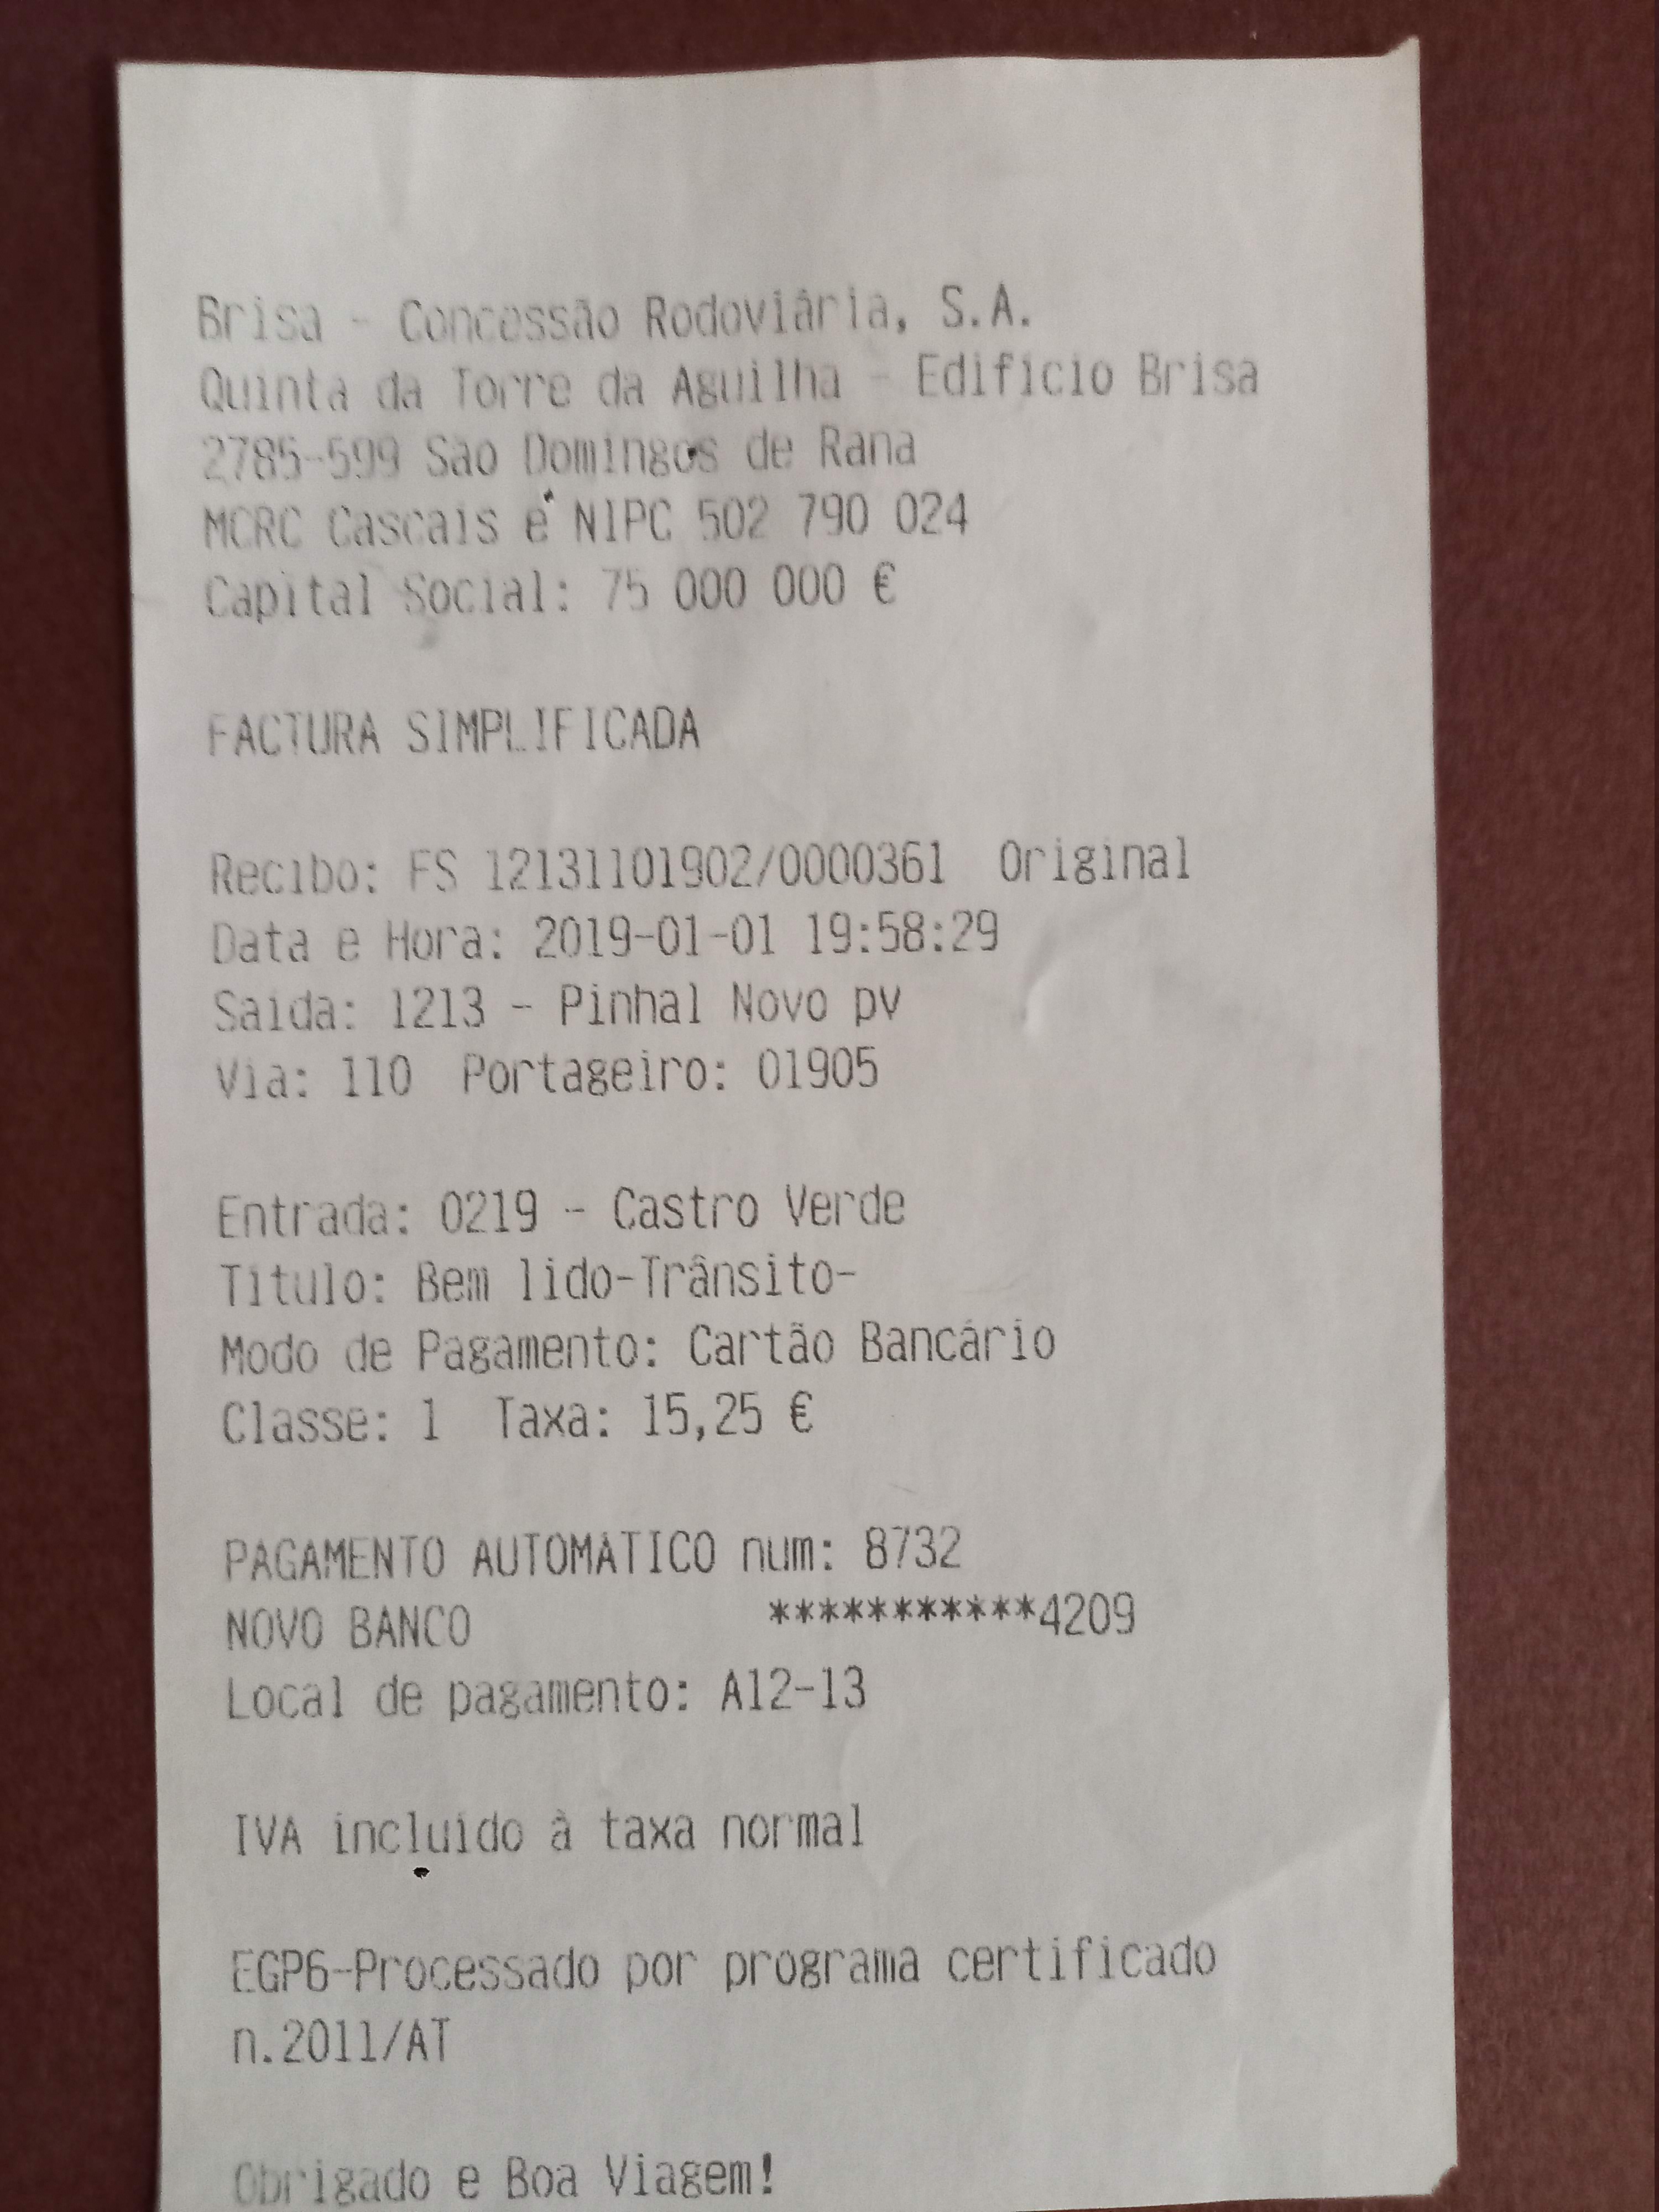 Brisa - Concessão Rodoviária, S.A.
Quinta da Torre da Aguilha - Edifício Brisa
2785-599 São Domingos de Rana
MCRC Cascais e NIPC 502 790 024
Capital Social: 75 000 000 €
FACTURA SIMPLIFICADA
Recibo: FS 12131101902/0000361 Original
Data e Hora: 2019-01-01 19:58:29
Saída: 1213 - Pinhal Novo pv
Via: 110 Portageiro: 01905
Entrada: 0219 - Castro Verde
Título: Bem lido-Trânsito-
Modo de Pagamento: Cartão Bancário
Classe: 1 Taxa: 15,25 €
PAGAMENTO AUTOMÁTICO num: 8732
NOVO BANCO ***********4209
Local de pagamento: A12-13
IVA incluído à taxa normal
EGP6-Processado por programa certificado
n.2011/AT
Obrigado e Boa Viagem!